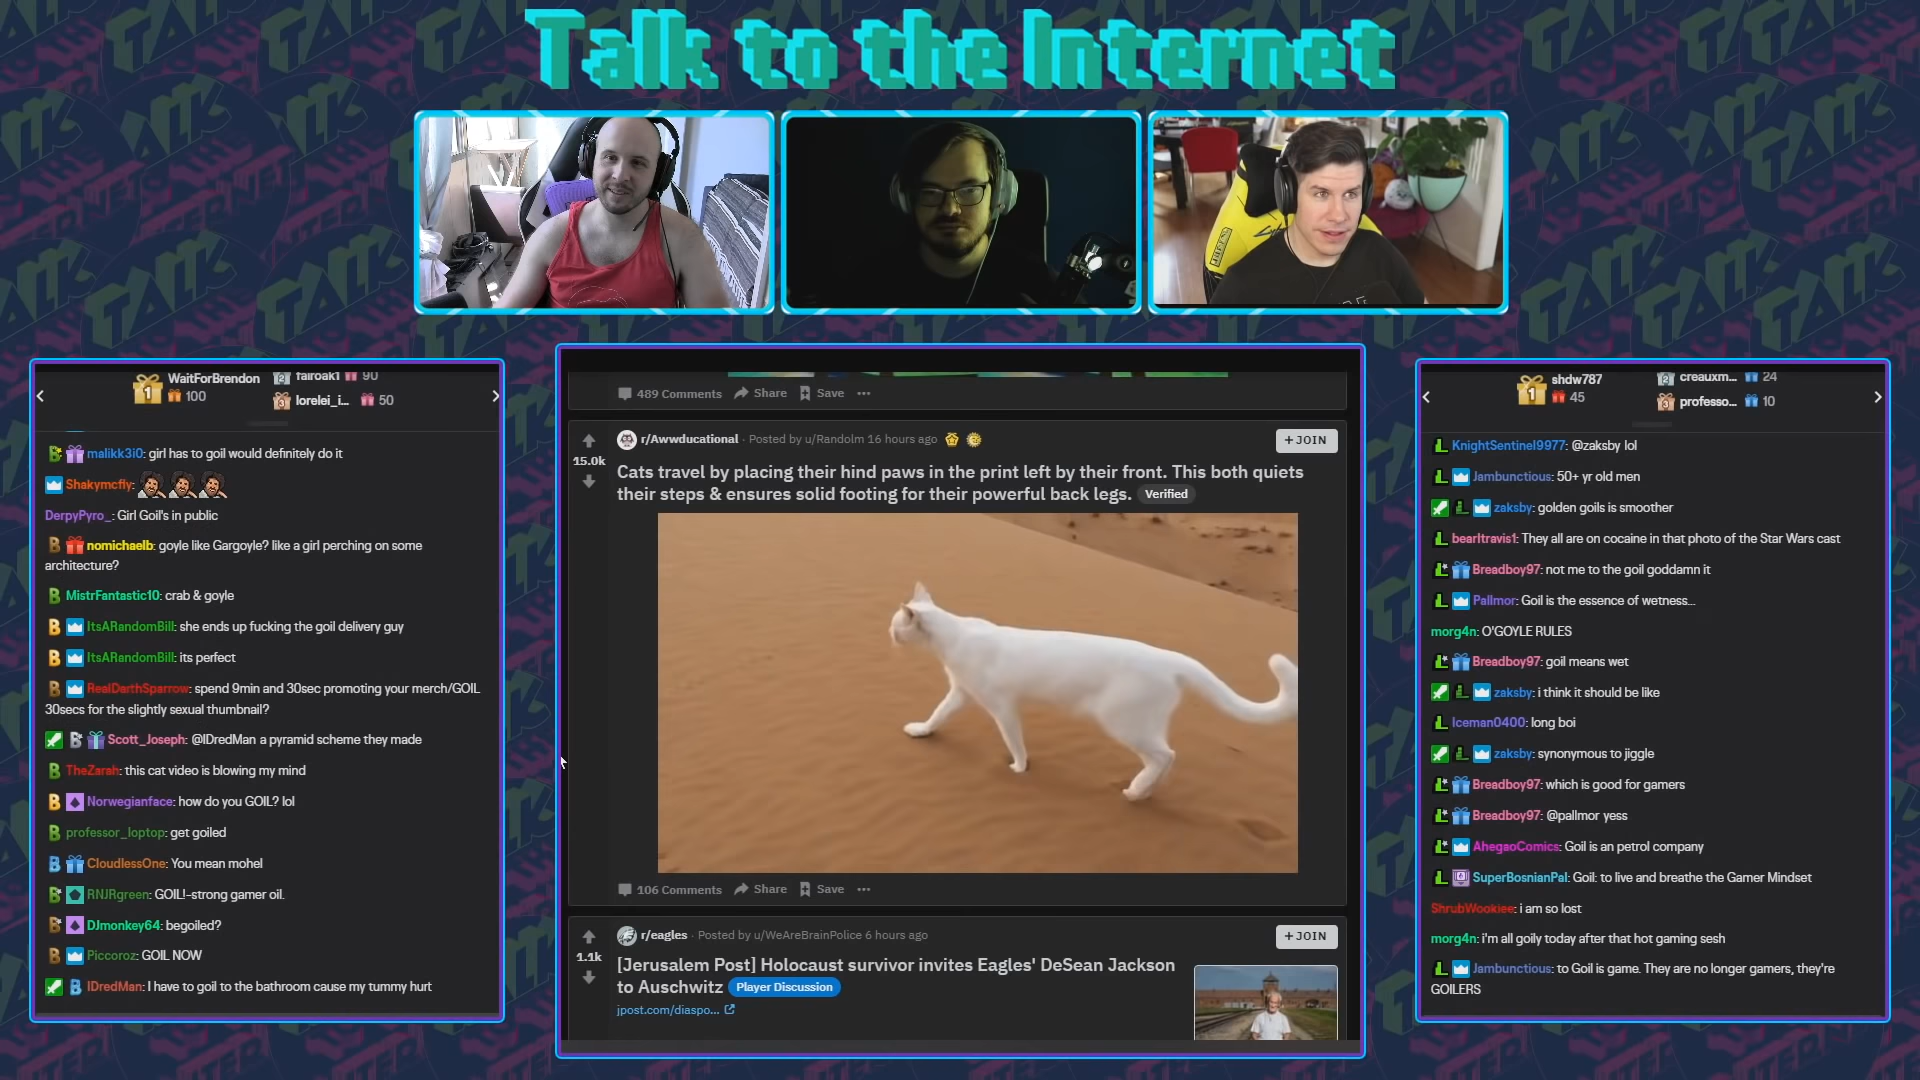 Talk to the Internet
WaitForBrendon
100
fairoak1 90
lorelei_i... 50
malikk3i0: girl has to goil would definitely do it
Shakymcfly:
DerpyPyro_: Girl Goil's in public
nomichaelb: goyle like Gargoyle? like a girl perching on some
architecture?
MistrFantastic10: crab & goyle
ItsARandomBill: she ends up fucking the goil delivery guy
ItsARandomBill: its perfect
RealDarthSparrow: spend 9min and 30sec promoting your merch/GOIL
30secs for the slightly sexual thumbnail?
Scott_Joseph: @IDredMan a pyramid scheme they made
TheZarah: this cat video is blowing my mind
Norwegianface: how do you GOIL? lol
professor_loptop: get goiled
CloudlessOne: You mean mohel
RNJRgreen: GOIL!-strong gamer oil.
DJmonkey64: begoiled?
Piccoroz: GOIL NOW
IDredMan: I have to goil to the bathroom cause my tummy hurt
489 Comments Share Save
r/Awwducational · Posted by u/Randolm 16 hours ago
+ JOIN
15.0k
Cats travel by placing their hind paws in the print left by their front. This both quiets
their steps & ensures solid footing for their powerful back legs. Verified
106 Comments Share Save
r/eagles · Posted by u/WeAreBrainPolice 6 hours ago
+ JOIN
1.1k
[Jerusalem Post] Holocaust survivor invites Eagles' DeSean Jackson
to Auschwitz Player Discussion
jpost.com/diaspo...
shdw787
45
creauxm... 24
professo... 10
KnightSentinel9977: @zaksby lol
Jambunctious: 50+ yr old men
zaksby: golden goils is smoother
bearltravis1: They all are on cocaine in that photo of the Star Wars cast
Breadboy97: not me to the goil goddamn it
Pallmor: Goil is the essence of wetness...
morg4n: O'GOYLE RULES
Breadboy97: goil means wet
zaksby: i think it should be like
Iceman0400: long boi
zaksby: synonymous to jiggle
Breadboy97: which is good for gamers
Breadboy97: @pallmor yess
AhegaoComics: Goil is an petrol company
SuperBosnianPal: Goil: to live and breathe the Gamer Mindset
ShrubWookiee: i am so lost
morg4n: i'm all goily today after that hot gaming sesh
Jambunctious: to Goil is game. They are no longer gamers, they're
GOILERS